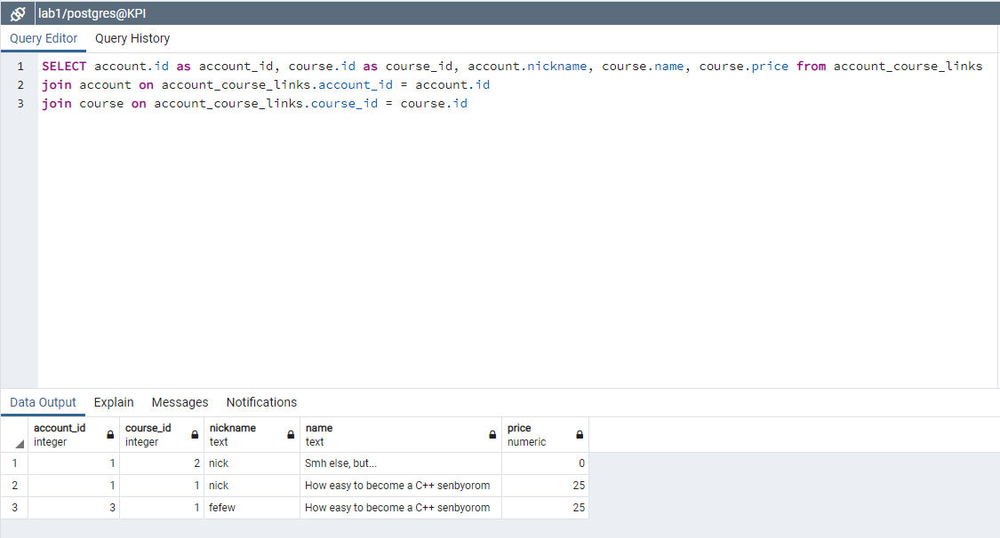 lab1/postgres@KPI
Query Editor Query History
1 SELECT account.id as account_id, course.id as course_id, account.nickname, course.name, course.price from account_course_links
2 join account on account_course_links.account_id = account.id
3 join course on account_course_links.course_id = course.id
Data Output Explain Messages Notifications
account_id course_id nickname name price
integer integer text text numeric
1 1 2 nick Smh else, but... 0
2 1 1 nick How easy to become a C++ senbyorom 25
3 3 1 fefew How easy to become a C++ senbyorom 25